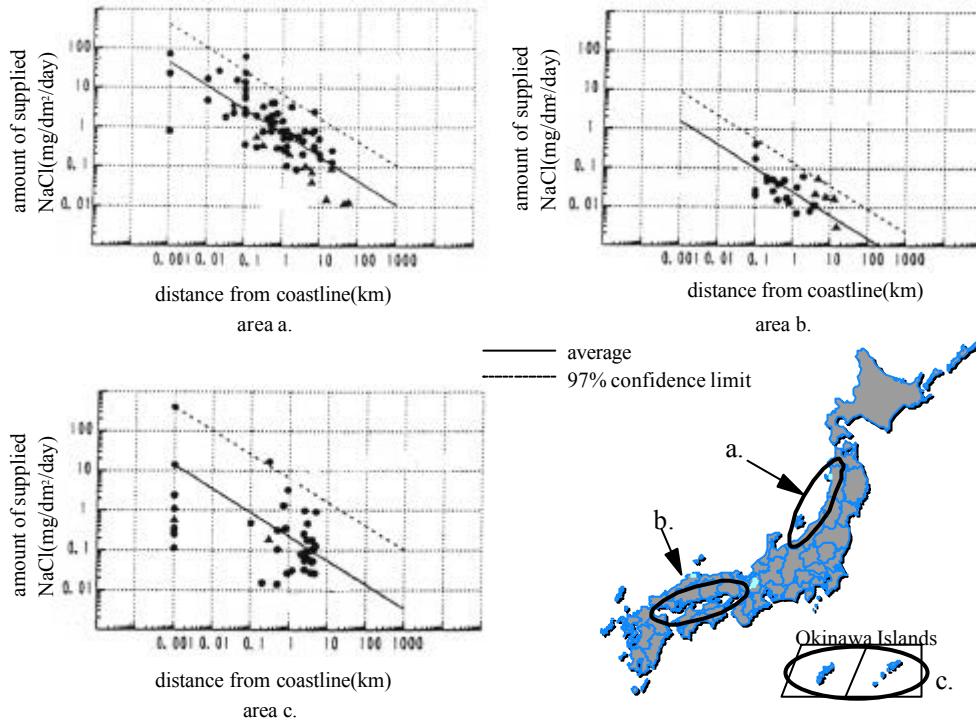 amount of supplied
NaCl(mg/dm²/day)
100
10
1
0.1
0.01
0.001 0.01 0.1 1 10 100 1000
distance from coastline(km)
area a.
amount of supplied
NaCl(mg/dm²/day)
100
10
1
0.1
0.01
0.001 0.01 0.1 1 10 100 1000
distance from coastline(km)
area b.
average
97% confidence limit
amount of supplied
NaCl(mg/dm²/day)
100
10
1
0.1
0.01
0.001 0.01 0.1 1 10 100 1000
distance from coastline(km)
area c.
a.
b.
Okinawa Islands
c.